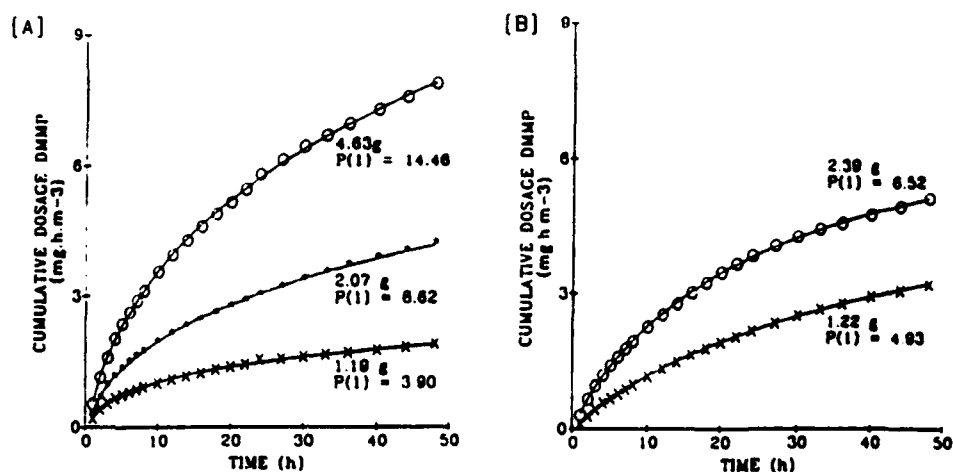 [A]
9
6
3
0
CUMULATIVE DOSAGE DMMP
(mg.h.m-3)
4.63g
P(1) = 14.46
2.07 g
P(1) = 6.62
1.19 g
P(1) = 3.90
0 10 20 30 40 50
TIME (h)
[B]
9
6
3
0
CUMULATIVE DOSAGE DMMP
(mg h m-3)
2.39 g
P(1) = 6.52
1.22 g
P(1) = 4.93
0 10 20 30 40 50
TIME (h)